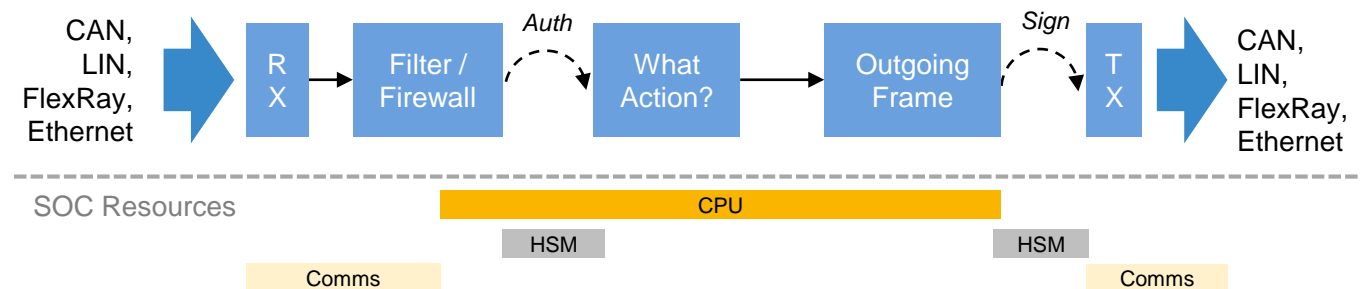 CAN,
LIN,
FlexRay,
Ethernet
R
X
Filter /
Firewall
Auth
What
Action?
Outgoing
Frame
Sign
T
X
CAN,
LIN,
FlexRay,
Ethernet
SOC Resources
CPU
HSM
HSM
Comms
Comms